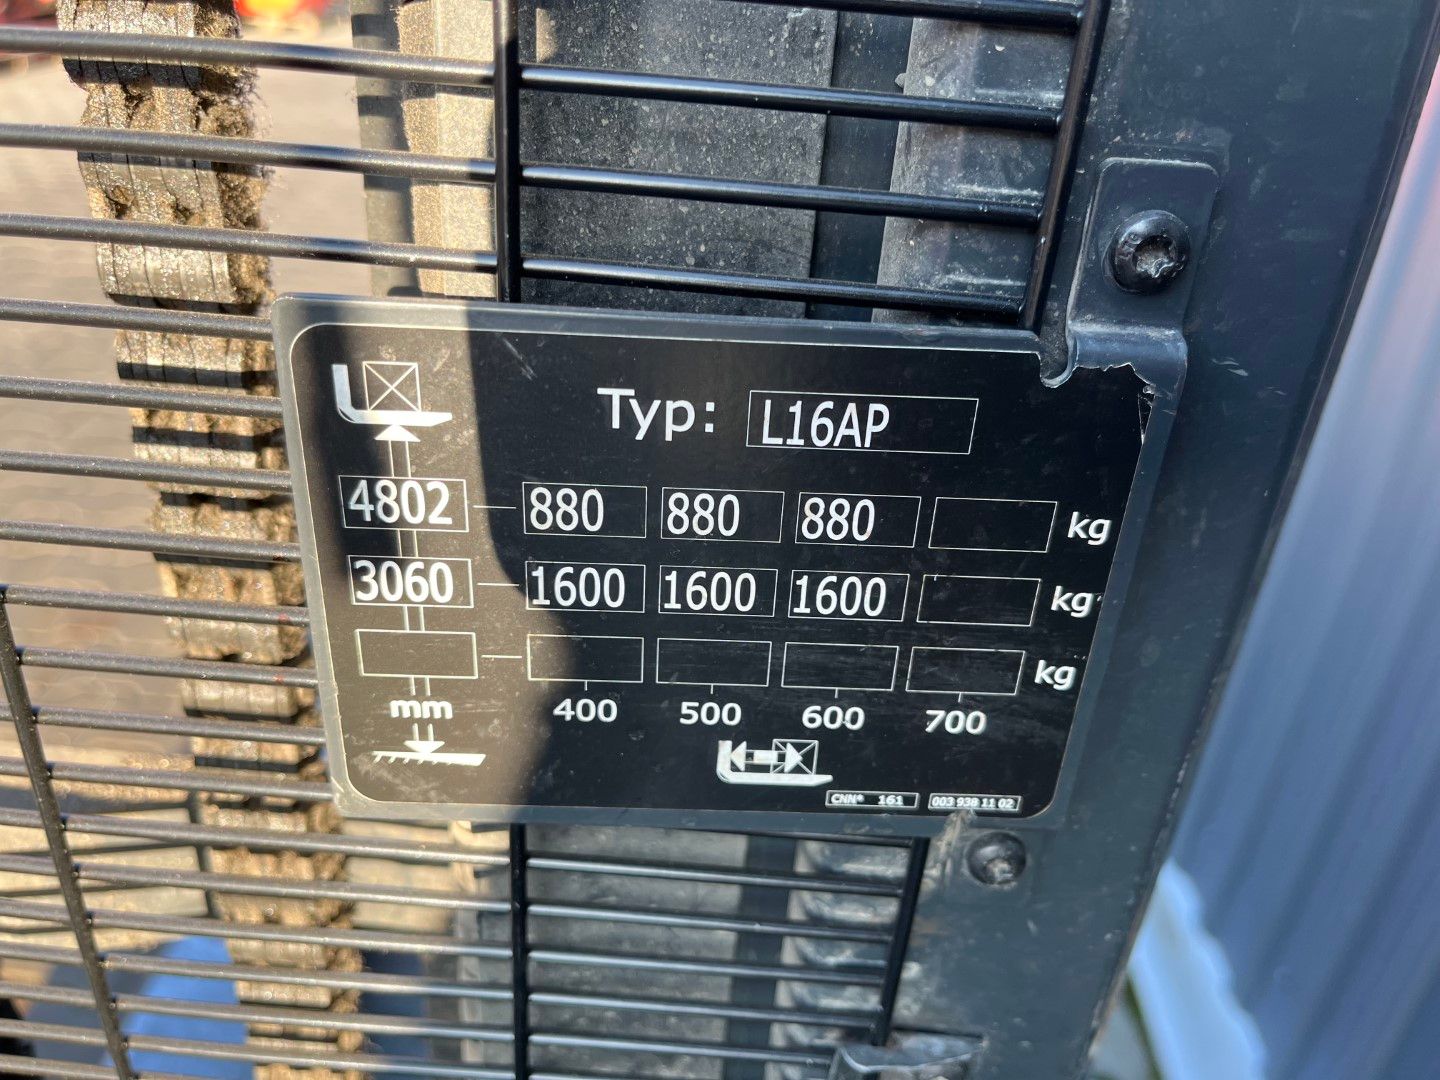 Typ: L16AP
4802 880 880 880 kg
3060 1600 1600 1600 kg
kg
mm 400 500 600 700
CNN° 161 003 938 11 02